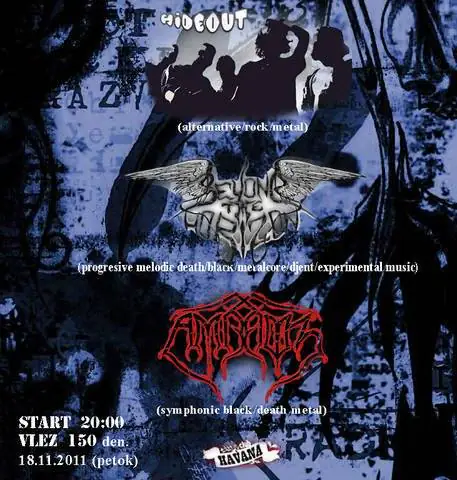 HIDEOUT
(alternative/rock/metal)
BEYOND
THE
HORIZON
(progresive melodic death/black/metalcore/djent/experimental music)
(symphonic black/death metal)
START 20:00
VLEZ 150 den.
18.11.2011 (petok)
HAVANA